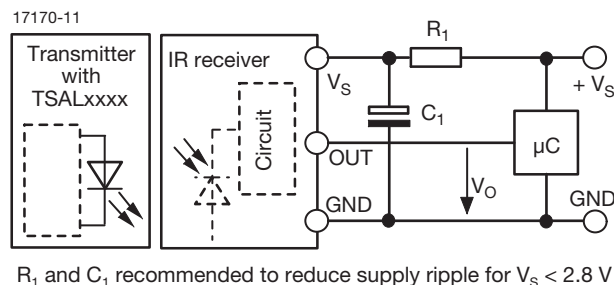 17170-11
Transmitter
with
TSALxxxx
IR receiver
Circuit
VS
OUT
GND
C1
R1
VO
µC
+ VS
GND
R1 and C1 recommended to reduce supply ripple for VS < 2.8 V